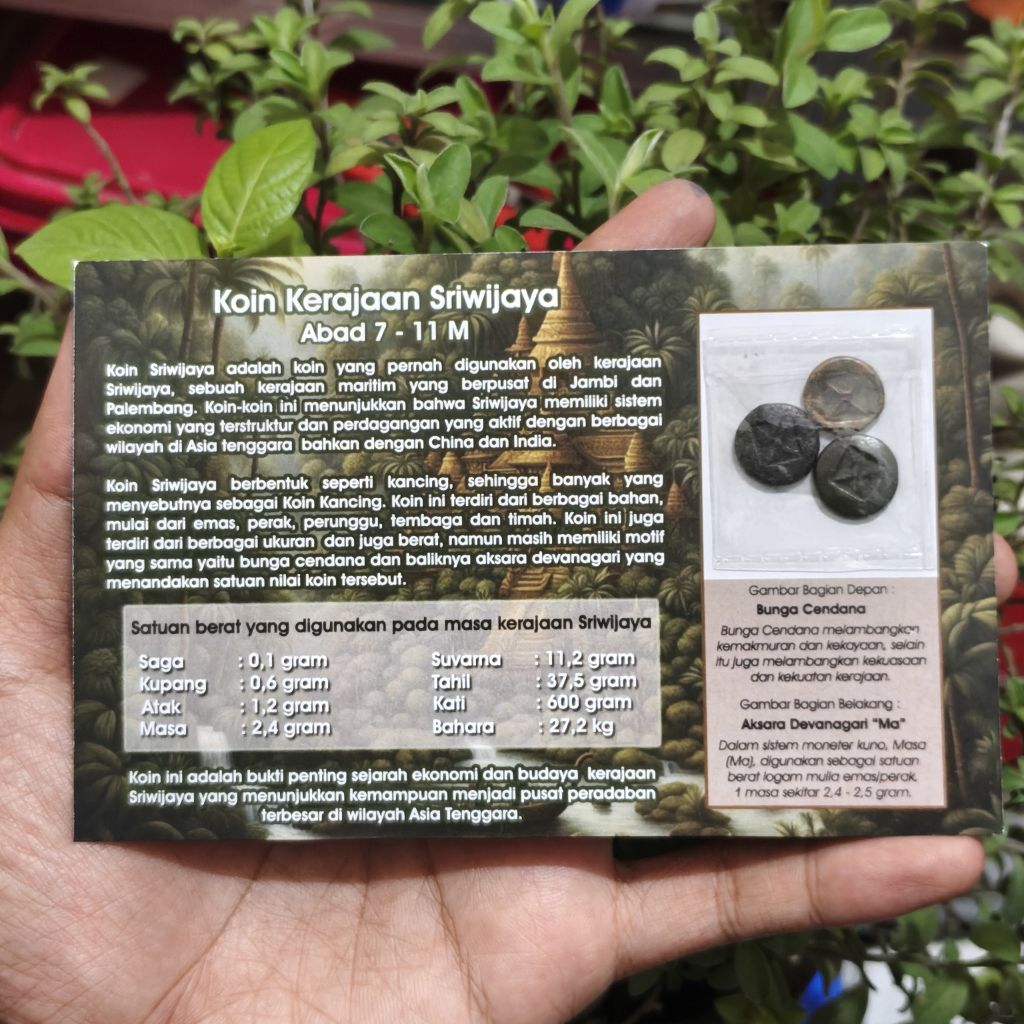 Koin Kerajaan Sriwijaya
Abad 7 - 11 M
Koin Sriwijaya adalah koin yang pernah digunakan oleh kerajaan
Sriwijaya, sebuah kerajaan maritim yang berpusat di Jambi dan
Palembang. Koin-koin ini menunjukkan bahwa Sriwijaya memiliki sistem
ekonomi yang terstruktur dan perdagangan yang aktif dengan berbagai
wilayah di Asia tenggara bahkan dengan China dan India.
Koin Sriwijaya berbentuk seperti kancing, sehingga banyak yang
menyebutnya sebagai Koin Kancing. Koin ini terdiri dari berbagai bahan,
mulai dari emas, perak, perunggu, tembaga dan timah. Koin ini juga
terdiri dari berbagai ukuran dan juga berat, namun masih memiliki motif
yang sama yaitu bunga cendana dan baliknya aksara devanagari yang
menandakan satuan nilai koin tersebut.
Satuan berat yang digunakan pada masa kerajaan Sriwijaya
Saga : 0,1 gram
Kupang : 0,6 gram
Atak : 1,2 gram
Masa : 2,4 gram
Suvarna : 11,2 gram
Tahil : 37,5 gram
Kati : 600 gram
Bahara : 27,2 kg
Koin ini adalah bukti penting sejarah ekonomi dan budaya kerajaan
Sriwijaya yang menunjukkan kemampuan menjadi pusat peradaban
terbesar di wilayah Asia Tenggara.
Gambar Bagian Depan :
Bunga Cendana
Bunga Cendana melambangkan
kemakmuran dan kekayaan, selain
itu juga melambangkan kekuasaan
dan kekuatan kerajaan.
Gambar Bagian Belakang :
Aksara Devanagari "Ma"
Dalam sistem moneter kuno, Masa
(Ma), digunakan sebagai satuan
berat logam mulia emas/perak,
1 masa sekitar 2,4 - 2,5 gram.